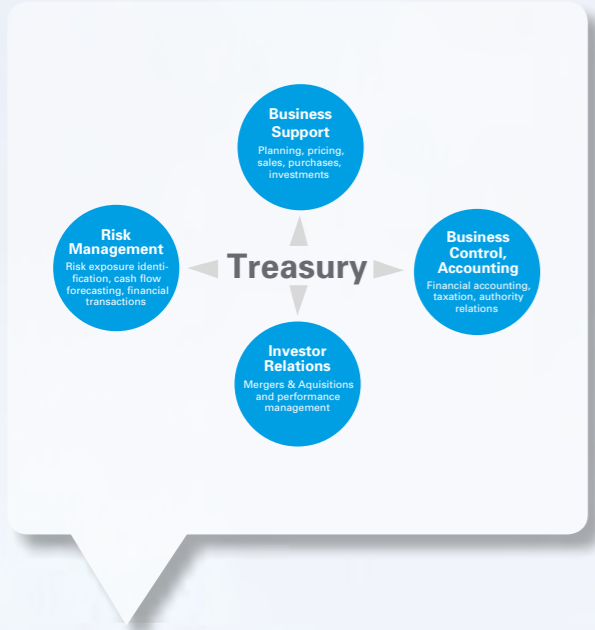 Business
Support
Planning, pricing,
sales, purchases,
investments
Risk
Management
Risk exposure identi-
fication, cash flow
forecasting, financial
transactions
Treasury
Business
Control,
Accounting
Financial accounting,
taxation, authority
relations
Investor
Relations
Mergers & Aquisitions
and performance
management